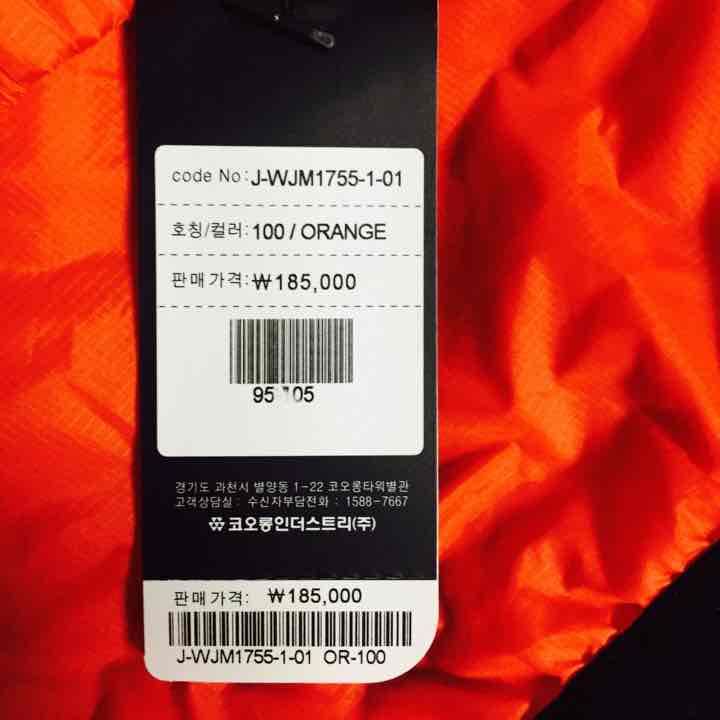 code No: J-WJM1755-1-01
호칭/컬러: 100 / ORANGE
판매가격: ₩185,000
95 105
경기도 과천시 별양동 1-22 코오롱타워별관
고객상담실 : 수신자부담전화 : 1588-7667
코오롱인더스트리(주)
판매가격: ₩185,000
J-WJM1755-1-01 OR-100